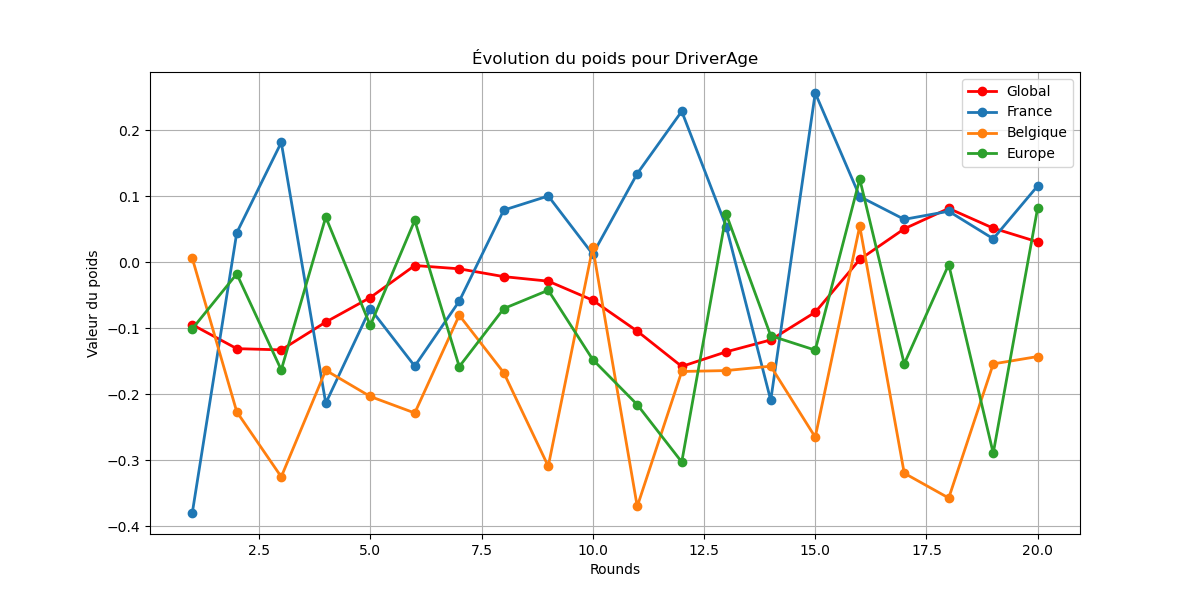 Évolution du poids pour DriverAge
Global
France
Belgique
Europe
Valeur du poids
0.2
0.1
0.0
−0.1
−0.2
−0.3
−0.4
2.5 5.0 7.5 10.0 12.5 15.0 17.5 20.0
Rounds